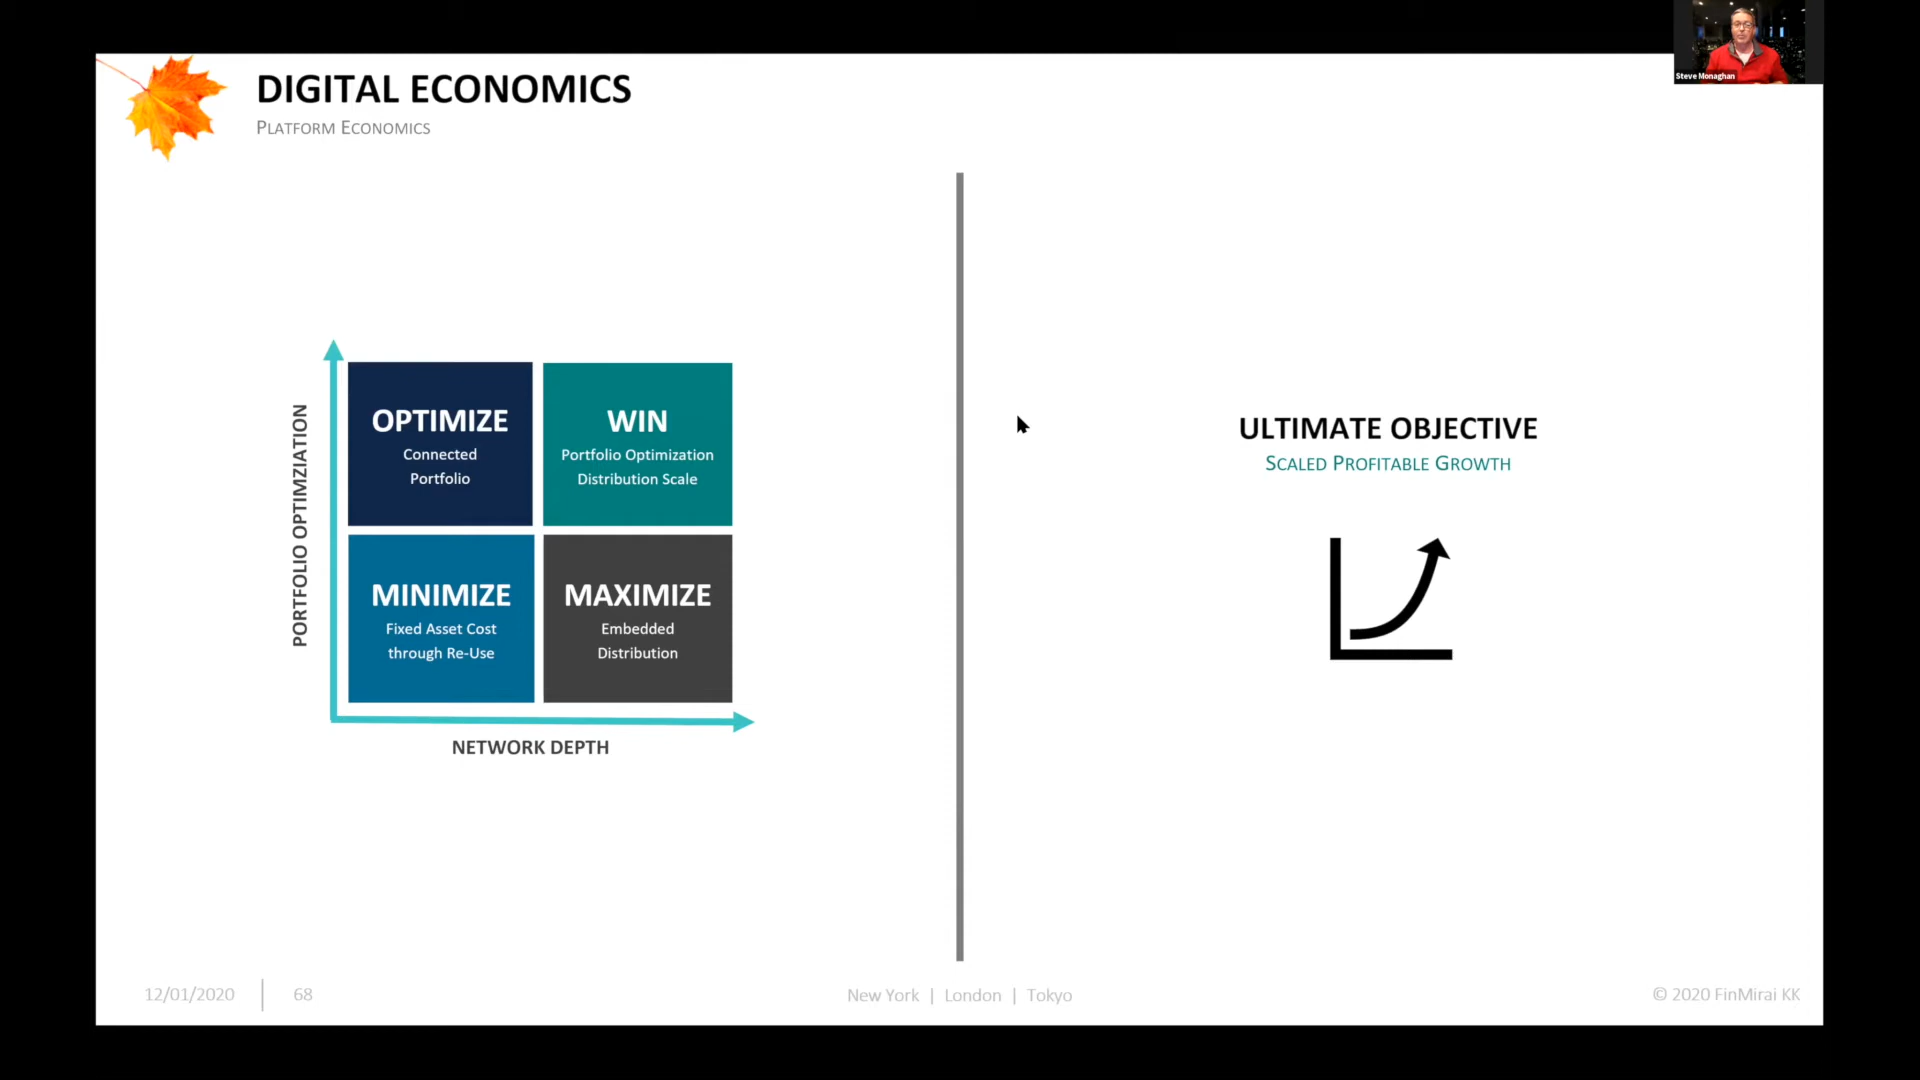 Steve Monaghan
DIGITAL ECONOMICS
PLATFORM ECONOMICS
PORTFOLIO OPTIMZIATION
OPTIMIZE
Connected
Portfolio
WIN
Portfolio Optimization
Distribution Scale
MINIMIZE
Fixed Asset Cost
through Re-Use
MAXIMIZE
Embedded
Distribution
NETWORK DEPTH
ULTIMATE OBJECTIVE
SCALED PROFITABLE GROWTH
12/01/2020 | 68
New York | London | Tokyo
© 2020 FinMirai KK